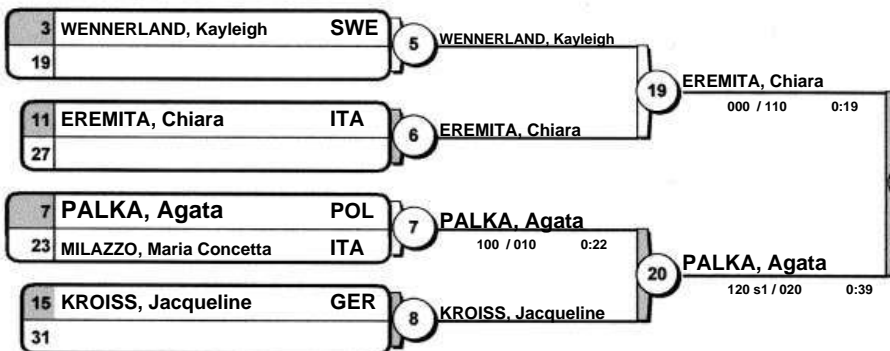 3 WENNERLAND, Kayleigh SWE
19
5 WENNERLAND, Kayleigh
11 EREMITA, Chiara ITA
27
6 EREMITA, Chiara
19 EREMITA, Chiara
000 / 110 0:19
7 PALKA, Agata POL
23 MILAZZO, Maria Concetta ITA
7 PALKA, Agata
100 / 010 0:22
15 KROISS, Jacqueline GER
31
8 KROISS, Jacqueline
20 PALKA, Agata
120 s1 / 020 0:39